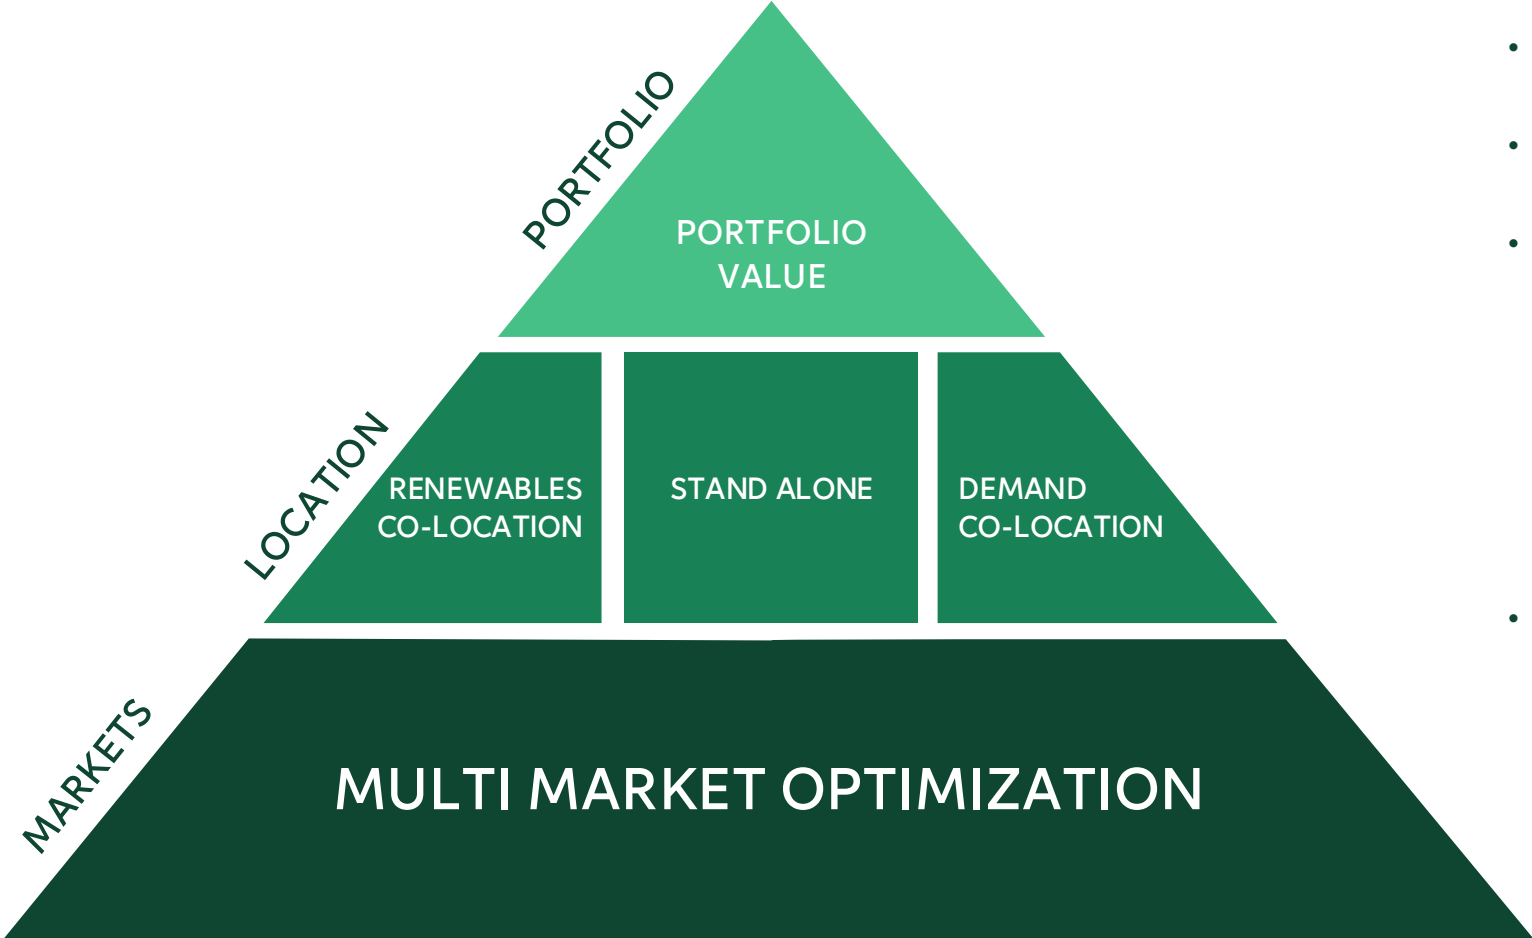 PORTFOLIO
PORTFOLIO
VALUE
LOCATION
RENEWABLES
CO-LOCATION
STAND ALONE
DEMAND
CO-LOCATION
MARKETS
MULTI MARKET OPTIMIZATION